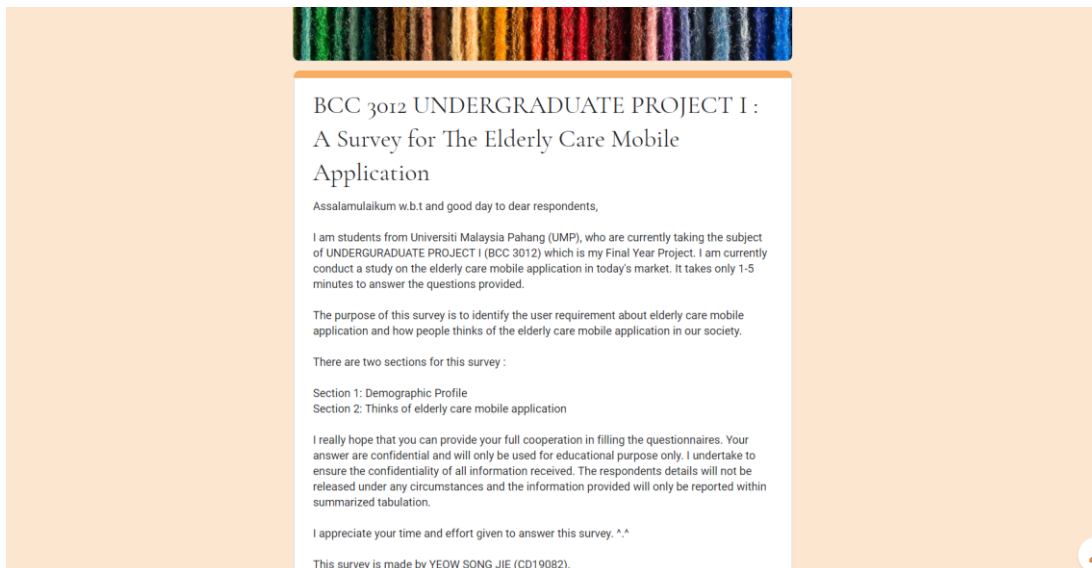 BCC 3012 UNDERGRADUATE PROJECT I :
A Survey for The Elderly Care Mobile
Application
Assalamulaikum w.b.t and good day to dear respondents,
I am students from Universiti Malaysia Pahang (UMP), who are currently taking the subject
of UNDERGURADUATE PROJECT I (BCC 3012) which is my Final Year Project. I am currently
conduct a study on the elderly care mobile application in today's market. It takes only 1-5
minutes to answer the questions provided.
The purpose of this survey is to identify the user requirement about elderly care mobile
application and how people thinks of the elderly care mobile application in our society.
There are two sections for this survey :
Section 1: Demographic Profile
Section 2: Thinks of elderly care mobile application
I really hope that you can provide your full cooperation in filling the questionnaires. Your
answer are confidential and will only be used for educational purpose only. I undertake to
ensure the confidentiality of all information received. The respondents details will not be
released under any circumstances and the information provided will only be reported within
summarized tabulation.
I appreciate your time and effort given to answer this survey. ^.^
This survey is made by YEOW SONG JIE (CD19082).